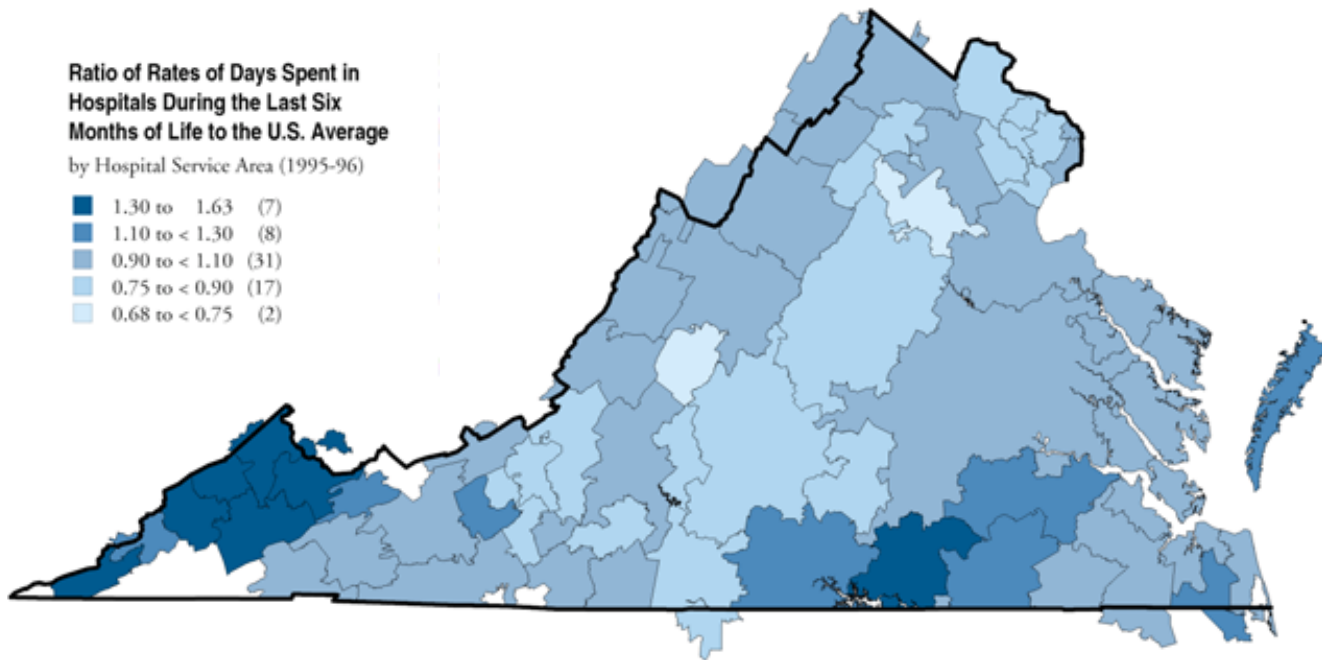 Ratio of Rates of Days Spent in
Hospitals During the Last Six
Months of Life to the U.S. Average
by Hospital Service Area (1995-96)
1.30 to 1.63 (7)
1.10 to < 1.30 (8)
0.90 to < 1.10 (31)
0.75 to < 0.90 (17)
0.68 to < 0.75 (2)